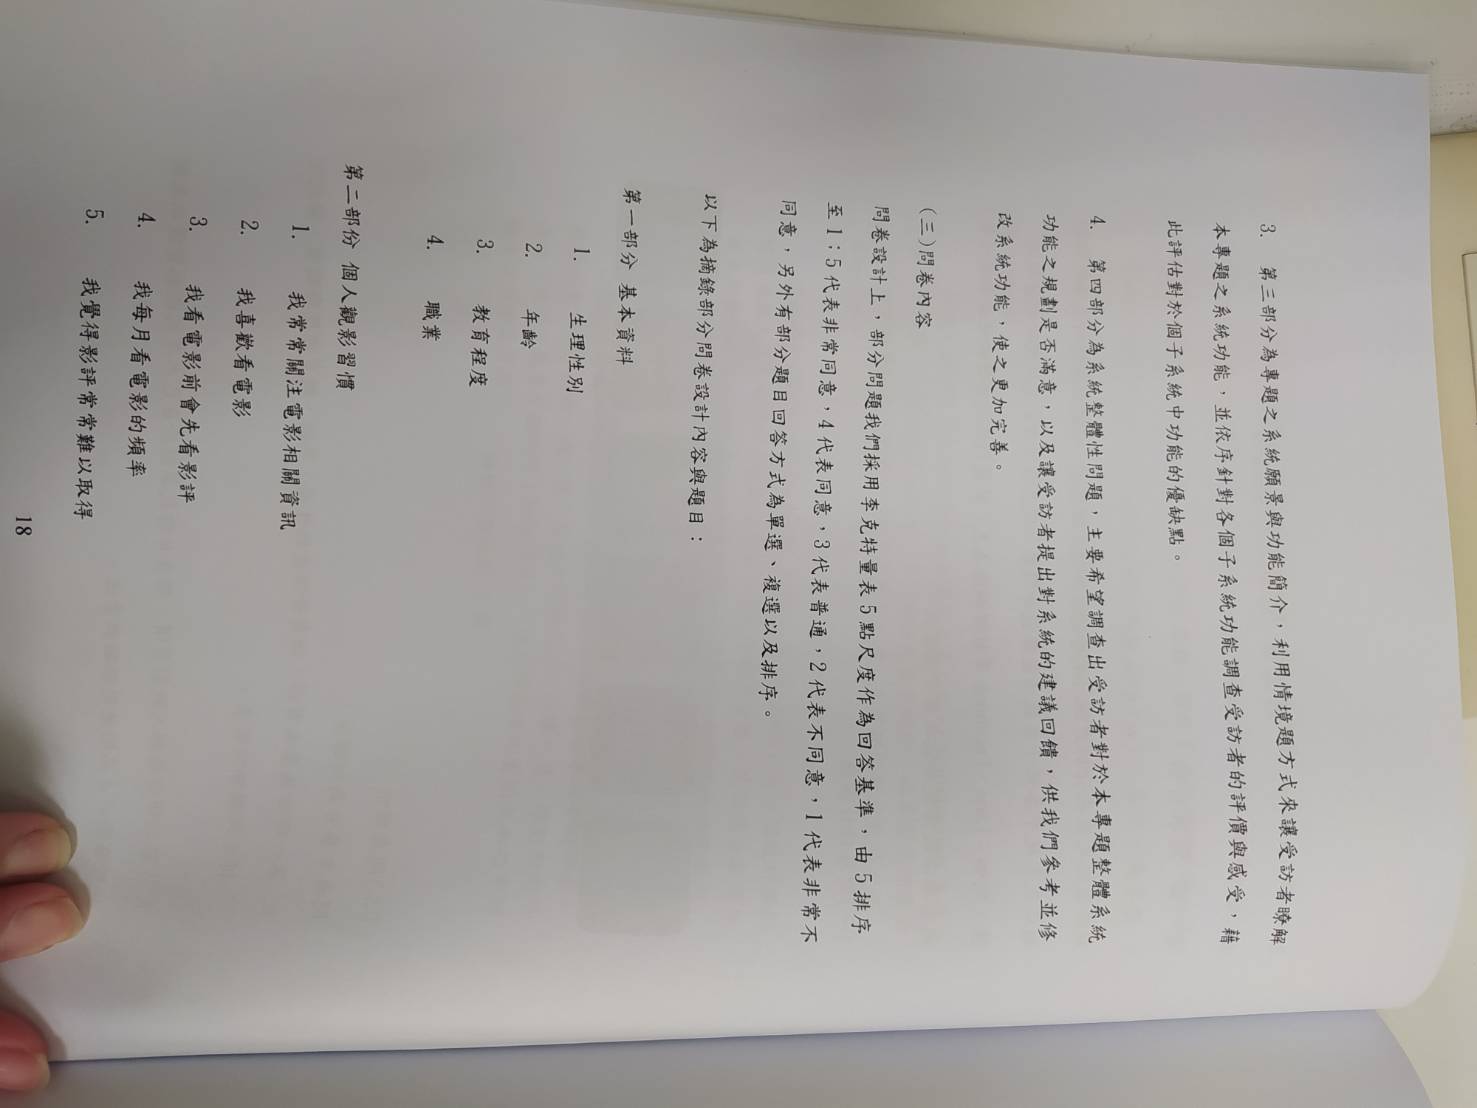 3. 第三部分為專題之系統願景與功能簡介，利用情境題方式來讓受訪者瞭解
本專題之系統功能，並依序針對各個子系統功能調查受訪者的評價與感受，藉
此評估對於個子系統中功能的優缺點。
4. 第四部分為系統整體性問題，主要希望調查出受訪者對於本專題整體系統
功能之規劃是否滿意，以及讓受訪者提出對系統的建議回饋，供我們參考並修
改系統功能，使之更加完善。
(三)問卷內容
問卷設計上，部分問題我們採用李克特量表 5 點尺度作為回答基準，由 5 排序
至 1；5 代表非常同意，4 代表同意，3 代表普通，2 代表不同意，1 代表非常不
同意，另外有部分題目回答方式為單選、複選以及排序。
以下為摘錄部分問卷設計內容與題目：
第一部分 基本資料
1. 生理性別
2. 年齡
3. 教育程度
4. 職業
第二部份 個人觀影習慣
1. 我常常關注電影相關資訊
2. 我喜歡看電影
3. 我看電影前會先看影評
4. 我每月看電影的頻率
5. 我覺得影評常常難以取得
18